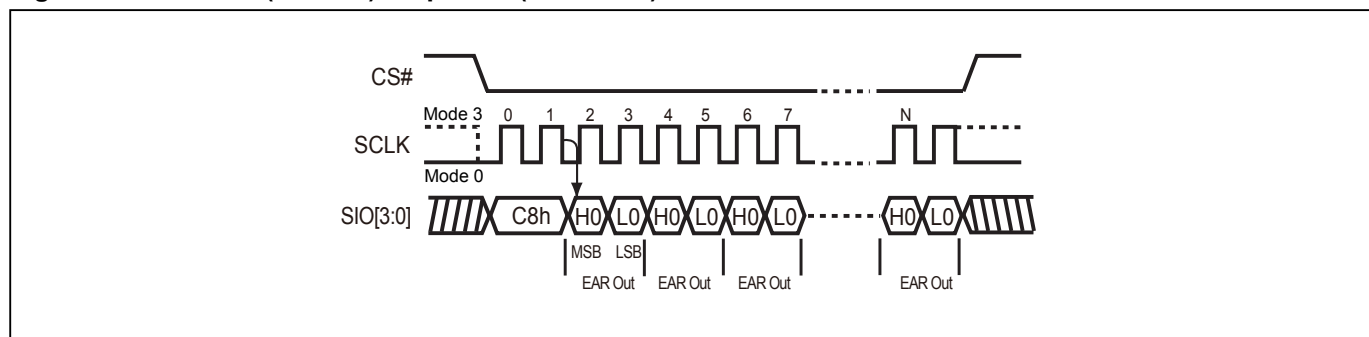 CS#
Mode 3 0 1 2 3 4 5 6 7 N
SCLK
Mode 0
SIO[3:0] C8h H0 L0 H0 L0 H0 L0 H0 L0
MSB LSB
EAR Out EAR Out EAR Out EAR Out